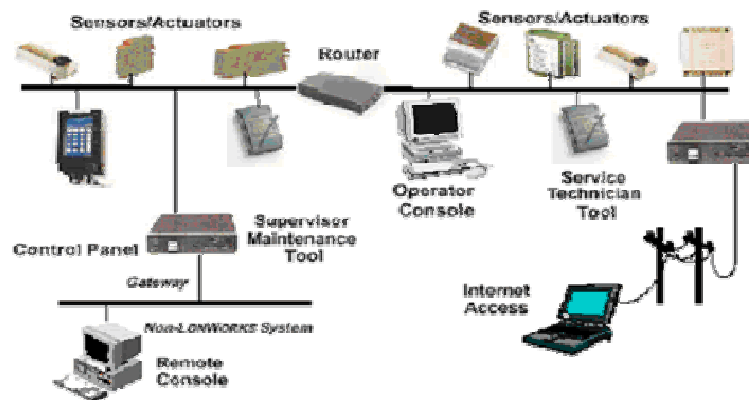 Sensors/Actuators
Sensors/Actuators
Router
Operator
Console
Service
Technician
Tool
Control Panel
Supervisor
Maintenance
Tool
Gateway
Internet
Access
Non-LONWORKS System
Remote
Console